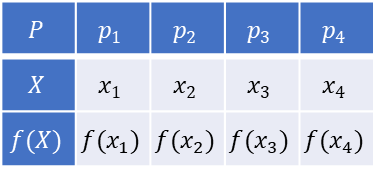 P p₁ p₂ p₃ p₄
X x₁ x₂ x₃ x₄
f(X) f(x₁) f(x₂) f(x₃) f(x₄)